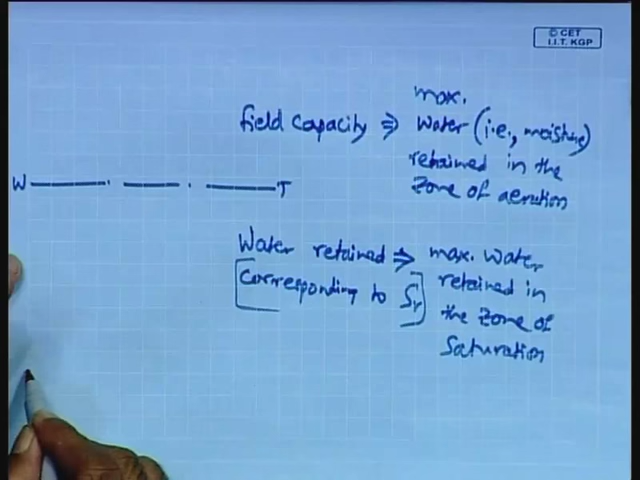 © CET
I.I.T. KGP
max.
field capacity ⇒ Water (i.e., moisture)
retained in the
zone of aeration
W T
Water retained ⇒ max. water
[corresponding to Sr] retained in
the zone of
saturation